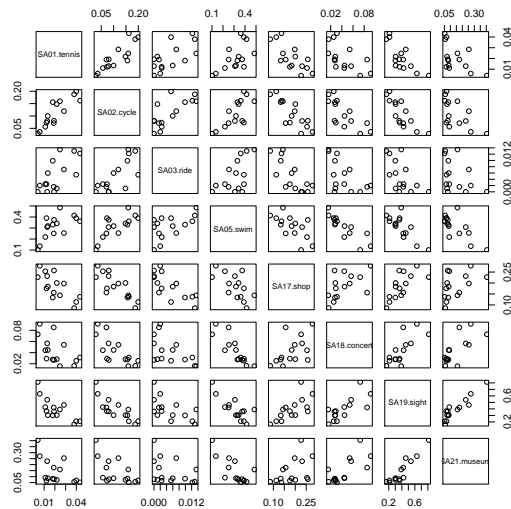 0.05 0.20 0.1 0.4 0.02 0.08 0.05 0.30
SA01.tennis 0.01 0.04
0.05 0.20 SA02.cycle
SA03.ride 0.000 0.012
0.1 0.4 SA05.swim
SA17.shop 0.10 0.25
0.02 0.08 SA18.concert
SA19.sight 0.2 0.6
0.05 0.30 SA21.museum
0.01 0.04 0.000 0.012 0.10 0.25 0.2 0.6